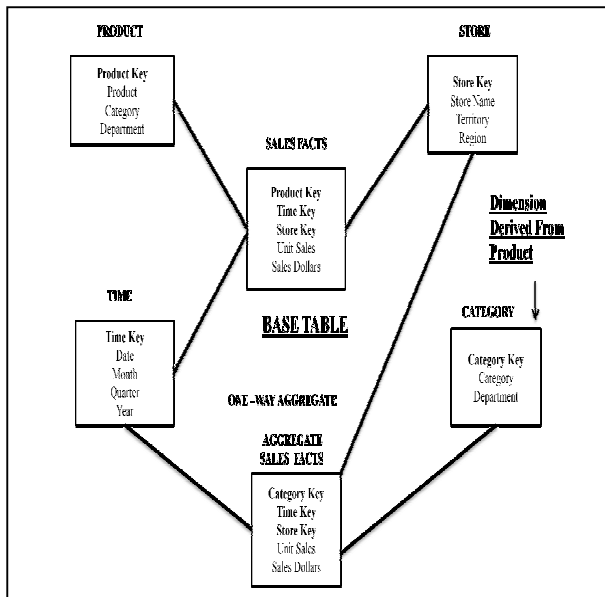 PRODUCT
Product Key
Product
Category
Department
STORE
Store Key
Store Name
Territory
Region
SALES FACTS
Product Key
Time Key
Store Key
Unit Sales
Sales Dollars
BASE TABLE
Dimension
Derived From
Product
TIME
Time Key
Date
Month
Quarter
Year
CATEGORY
Category Key
Category
Department
ONE-WAY AGGREGATE
AGGREGATE
SALES FACTS
Category Key
Time Key
Store Key
Unit Sales
Sales Dollars